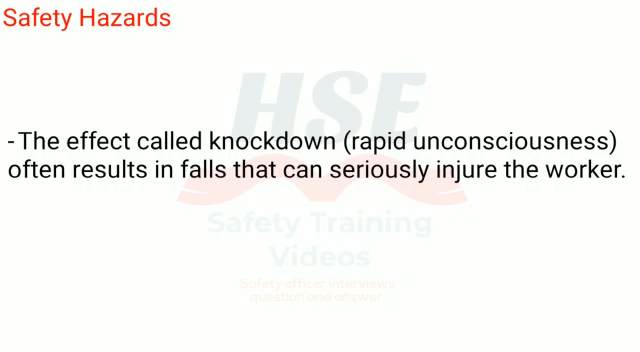 Safety Hazards
HSE
-The effect called knockdown (rapid unconsciousness)
often results in falls that can seriously injure the worker.
Safety Training
Videos
Safety officer interviews
question and answer